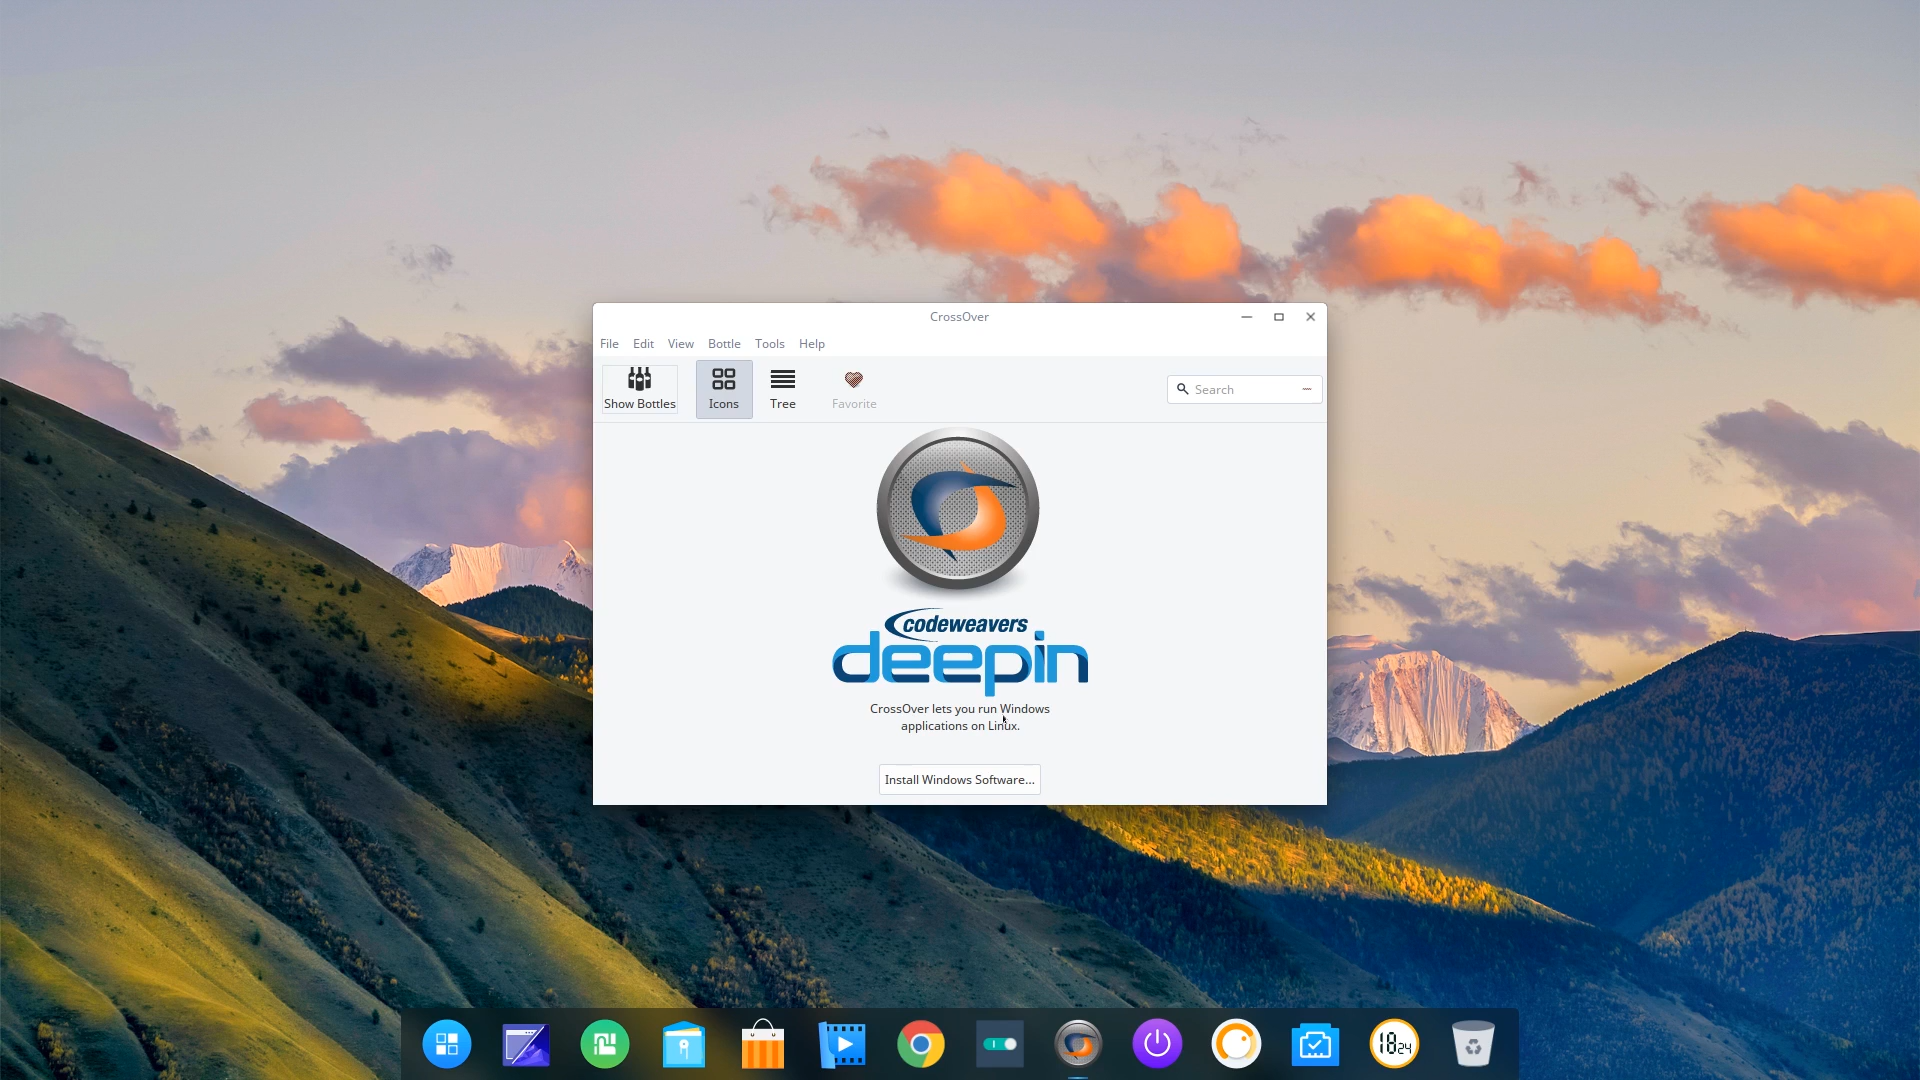 CrossOver
File Edit View Bottle Tools Help
Show Bottles Icons Tree Favorite Search
codeweavers
deepin
CrossOver lets you run Windows
applications on Linux.
Install Windows Software...
18 24